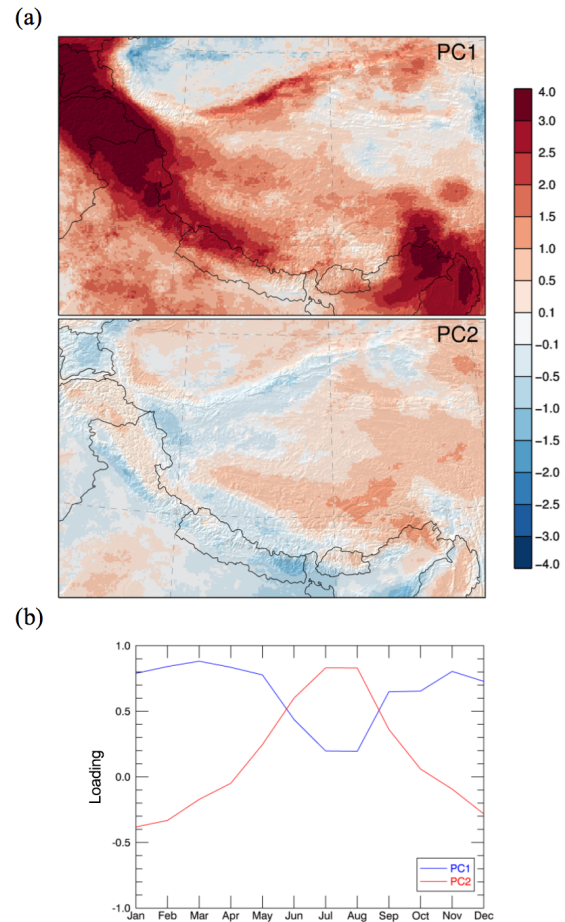 (a)
PC1
PC2
4.0
3.0
2.5
2.0
1.5
1.0
0.5
0.1
−0.1
−0.5
−1.0
−1.5
−2.0
−2.5
−3.0
−4.0
(b)
1.0
0.5
0.0
-0.5
-1.0
Loading
PC1
PC2
Jan Feb Mar Apr May Jun Jul Aug Sep Oct Nov Dec